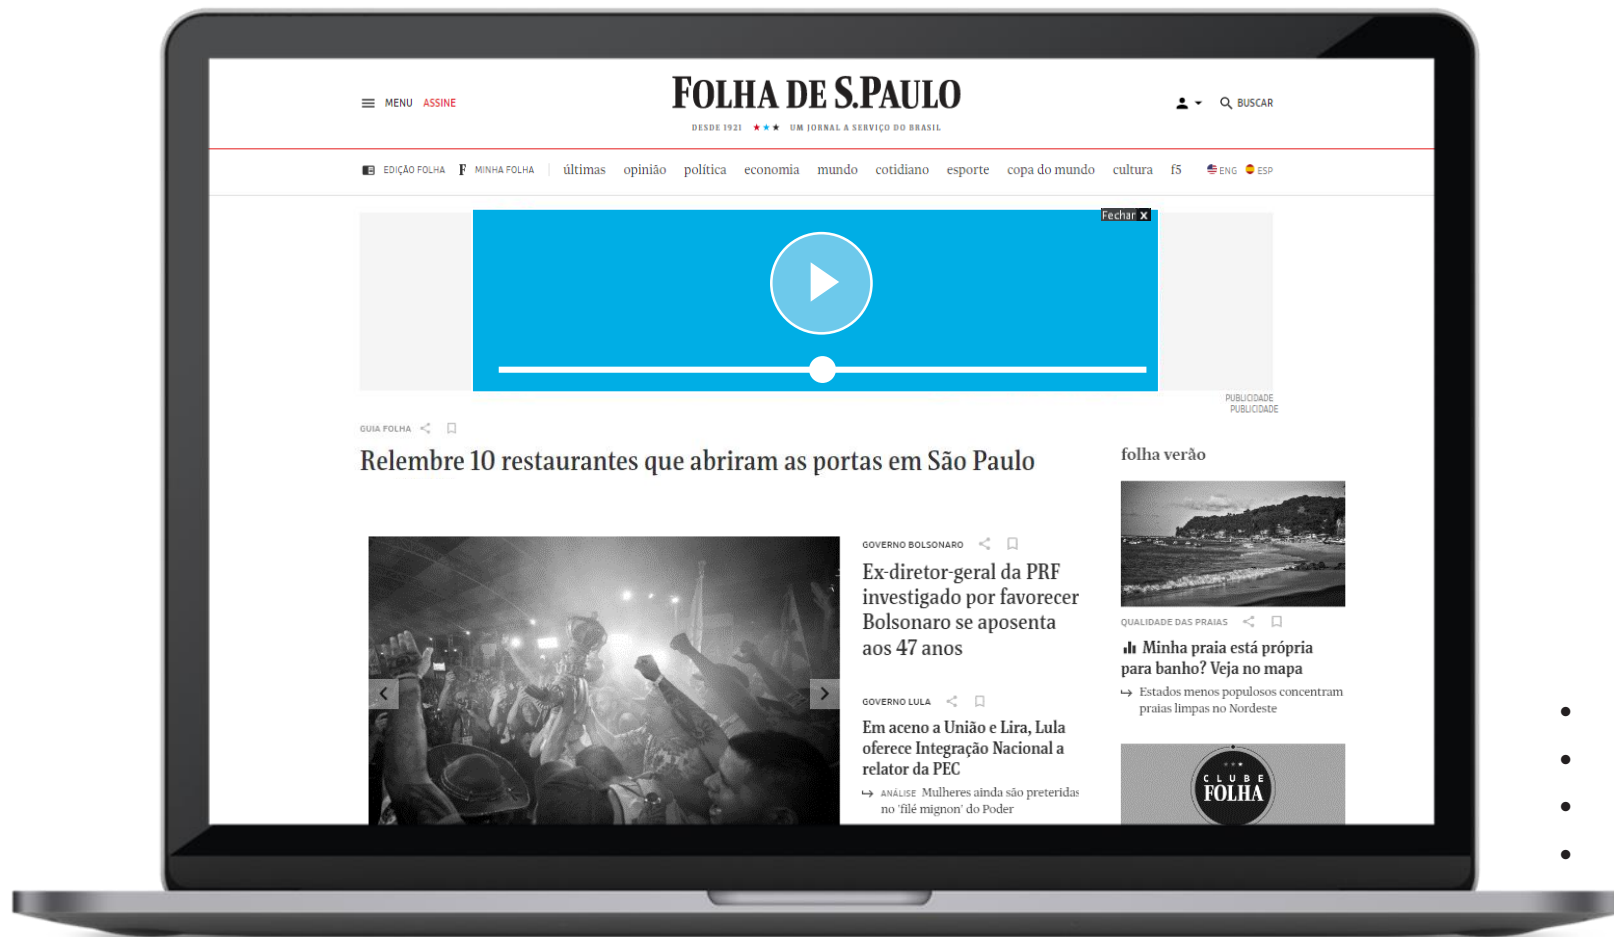 FOLHA DE S.PAULO
MENU ASSINE
BUSCAR
DESDE 1921 ★★★ UM JORNAL A SERVIÇO DO BRASIL
EDIÇÃO FOLHA F MINHA FOLHA últimas opinião política economia mundo cotidiano esporte copa do mundo cultura f5 ENG ESP
Fechar X
PUBLICIDADE
PUBLICIDADE
GUIA FOLHA
Relembre 10 restaurantes que abriram as portas em São Paulo
GOVERNO BOLSONARO
Ex-diretor-geral da PRF
investigado por favorecer
Bolsonaro se aposenta
aos 47 anos
GOVERNO LULA
Em aceno a União e Lira, Lula
oferece Integração Nacional a
relator da PEC
ANÁLISE Mulheres ainda são preteridas
no 'filé mignon' do Poder
folha verão
QUALIDADE DAS PRAIAS
Minha praia está própria
para banho? Veja no mapa
Estados menos populosos concentram
praias limpas no Nordeste
CLUBE
FOLHA